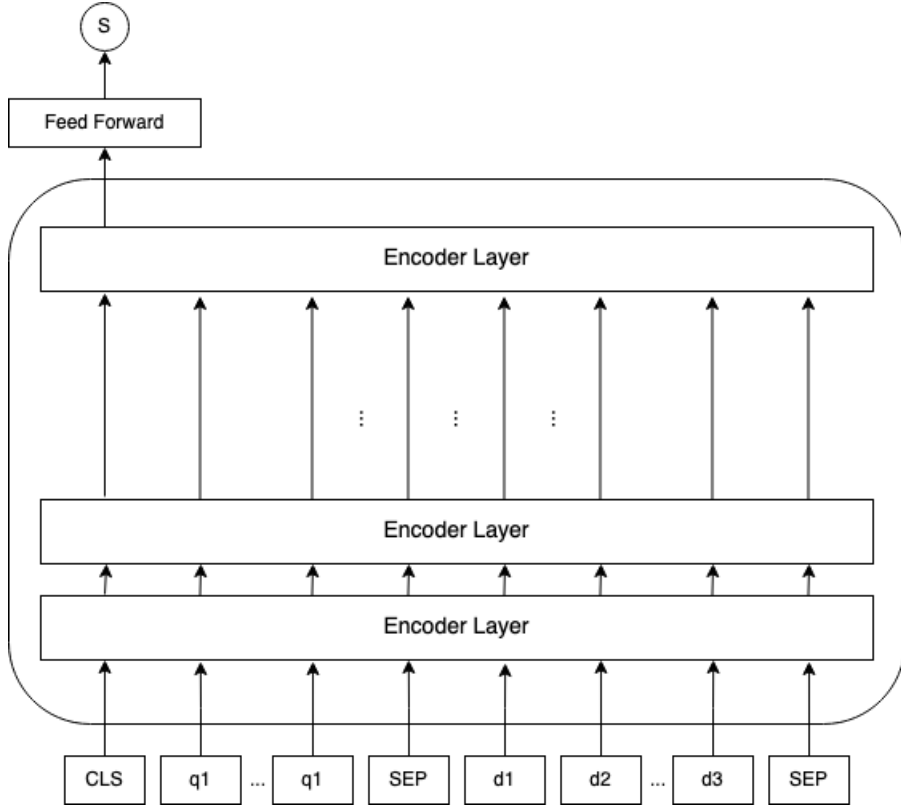 S
Feed Forward
Encoder Layer
⋮ ⋮ ⋮
Encoder Layer
Encoder Layer
CLS q1 ... q1 SEP d1 d2 ... d3 SEP